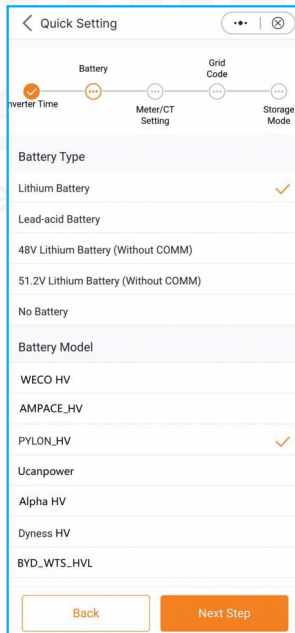 Quick Setting
Battery
Grid
Code
nverter Time
Meter/CT
Setting
Storage
Mode
Battery Type
Lithium Battery
Lead-acid Battery
48V Lithium Battery (Without COMM)
51.2V Lithium Battery (Without COMM)
No Battery
Battery Model
WECO HV
AMPACE_HV
PYLON_HV
Ucanpower
Alpha HV
Dyness HV
BYD_WTS_HVL
Back
Next Step